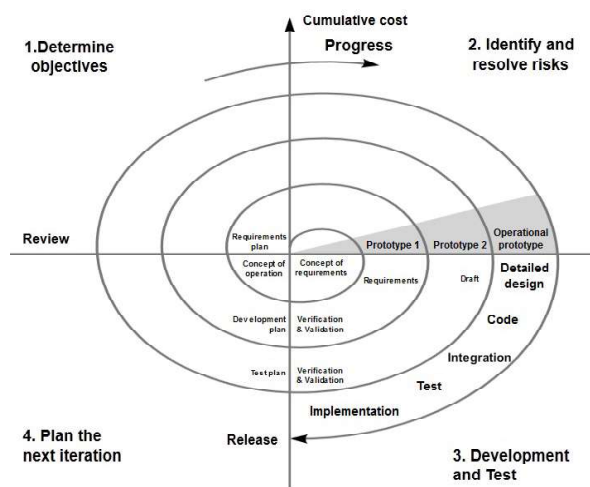 Cumulative cost
1.Determine
objectives
Progress
2. Identify and
resolve risks
Review
Requirements
plan
Prototype 1
Prototype 2
Operational
prototype
Concept of
operation
Concept of
requirements
Requirements
Draft
Detailed
design
Development
plan
Verification
& Validation
Code
Integration
Test plan
Verification
& Validation
Test
Implementation
4. Plan the
next iteration
Release
3. Development
and Test